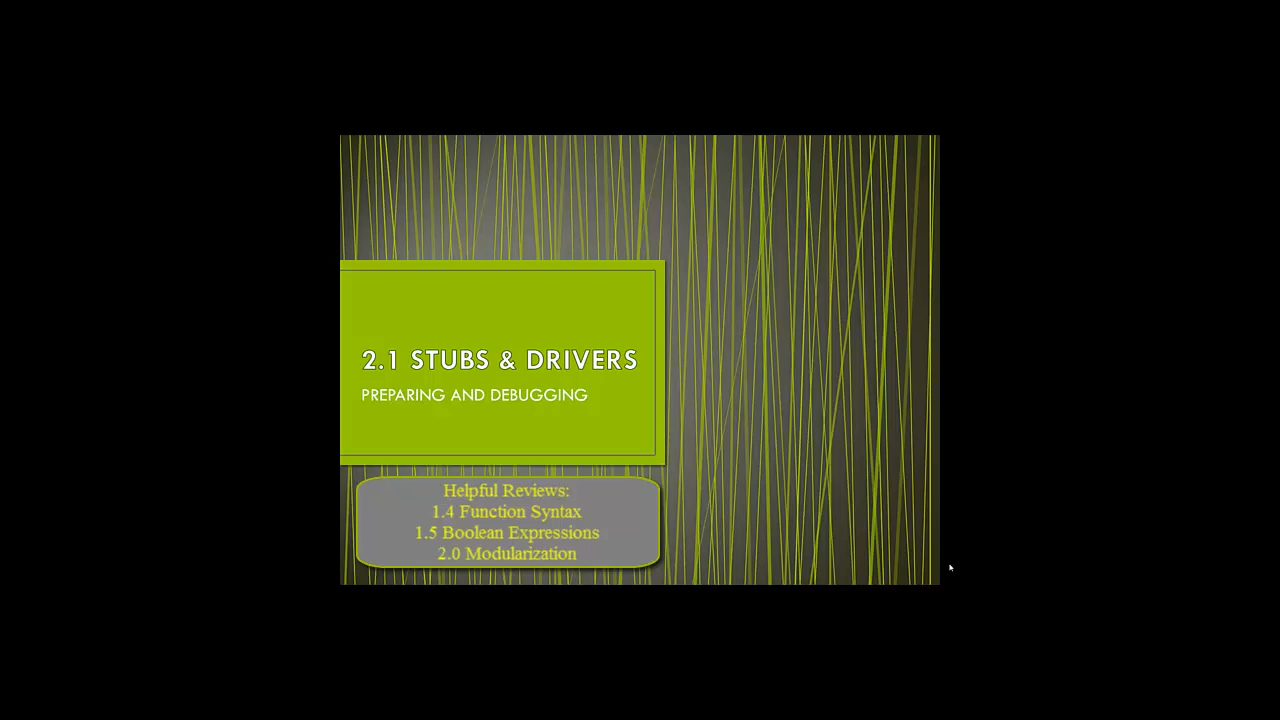 2.1 STUBS & DRIVERS
PREPARING AND DEBUGGING
Helpful Reviews:
1.4 Function Syntax
1.5 Boolean Expressions
2.0 Modularization